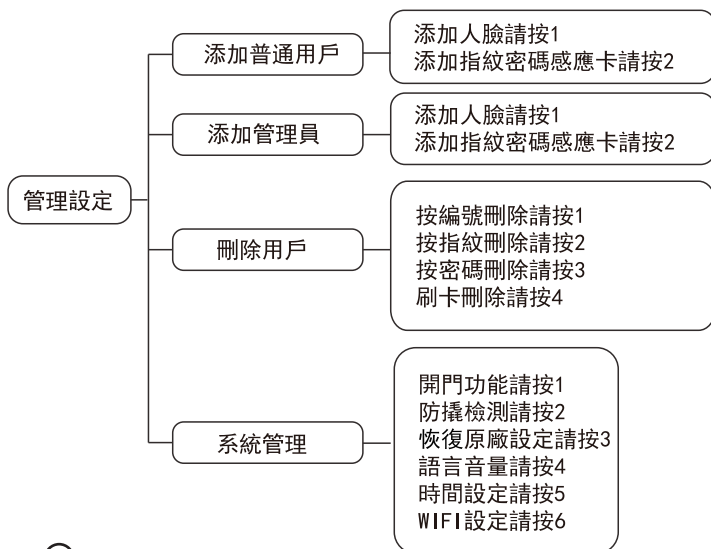 管理設定
添加普通用戶
添加人臉請按1
添加指紋密碼感應卡請按2
添加管理員
添加人臉請按1
添加指紋密碼感應卡請按2
刪除用戶
按編號刪除請按1
按指紋刪除請按2
按密碼刪除請按3
刷卡刪除請按4
系統管理
開門功能請按1
防撬檢測請按2
恢復原廠設定請按3
語言音量請按4
時間設定請按5
WIFI設定請按6